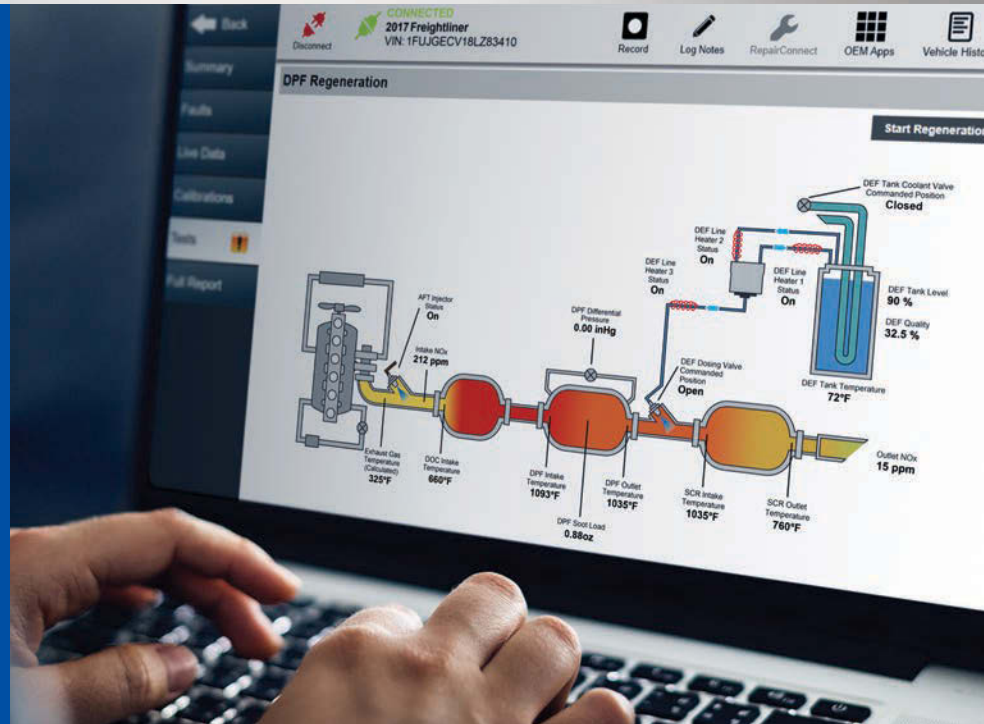 Back
Summary
Faults
Live Data
Calibrations
Tests
Full Report
Disconnect
CONNECTED
2017 Freightliner
VIN: 1FUJGECV18LZ83410
Record
Log Notes
RepairConnect
OEM Apps
Vehicle Histo
DPF Regeneration
Start Regeneration
DEF Tank Coolant Valve
Commanded Position
Closed
DEF Line
Heater 2
Status
On
DEF Line
Heater 3
Status
On
DEF Line
Heater 1
Status
On
DEF Tank Level
90 %
DEF Quality
32.5 %
DEF Tank Temperature
72°F
AFT Injector
Status
On
Intake NOx
212 ppm
DPF Differential
Pressure
0.00 inHg
DEF Dosing Valve
Commanded
Position
Open
Exhaust Gas
Temperature
(Calculated)
325°F
DOC Intake
Temperature
660°F
DPF Intake
Temperature
1093°F
DPF Outlet
Temperature
1035°F
DPF Soot Load
0.88oz
SCR Intake
Temperature
1035°F
SCR Outlet
Temperature
760°F
Outlet NOx
15 ppm